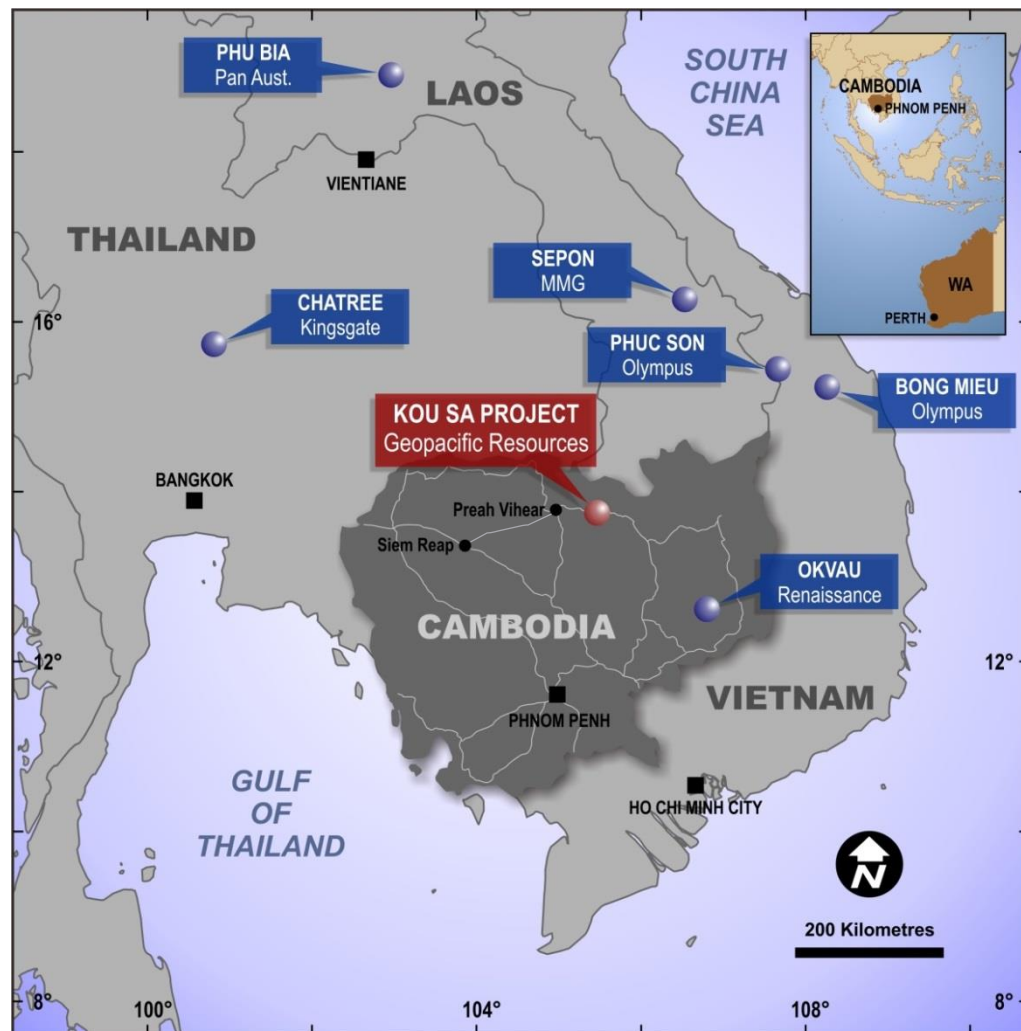 PHU BIA
Pan Aust.
LAOS
SOUTH
CHINA
SEA
CAMBODIA
PHNOM PENH
VIENTIANE
THAILAND
SEPON
MMG
WA
CHATREE
Kingsgate
PERTH
16°
PHUC SON
Olympus
BONG MIEU
Olympus
KOU SA PROJECT
Geopacific Resources
BANGKOK
Preah Vihear
Siem Reap
OKVAU
Renaissance
CAMBODIA
12°
12°
VIETNAM
PHNOM PENH
GULF
OF
THAILAND
HO CHI MINH CITY
N
200 Kilometres
8°
100°
104°
108°
8°